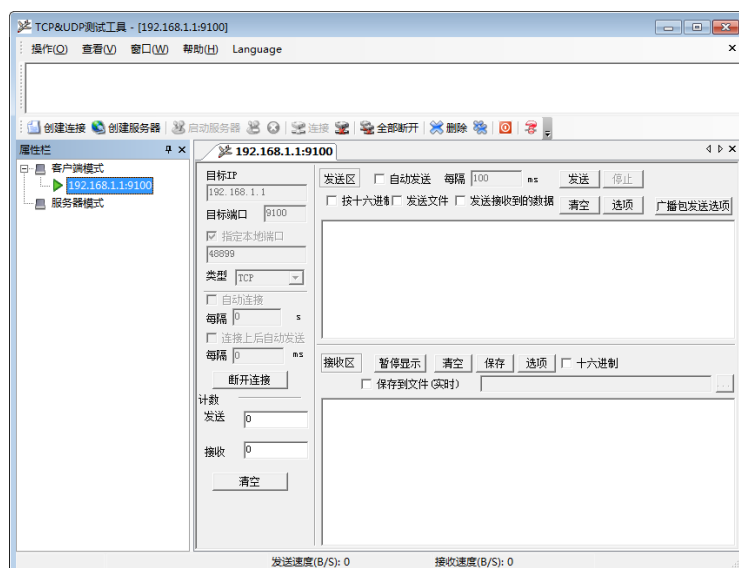 TCP&UDP测试工具 - [192.168.1.1:9100]
操作(O) 查看(V) 窗口(W) 帮助(H) Language
创建连接 创建服务器 启动服务器 连接 全部断开 删除
属性栏
客户端模式
192.168.1.1:9100
服务器模式
192.168.1.1:9100
目标IP
192.168.1.1
目标端口 9100
指定本地端口
48899
类型 TCP
自动连接
每隔 0 s
连接上后自动发送
每隔 0 ms
断开连接
计数
发送 0
接收 0
清空
发送区 自动发送 每隔 100 ms 发送 停止
按十六进制 发送文件 发送接收到的数据 清空 选项 广播包发送选项
接收区 暂停显示 清空 保存 选项 十六进制
保存到文件(实时) ...
发送速度(B/S): 0 接收速度(B/S): 0